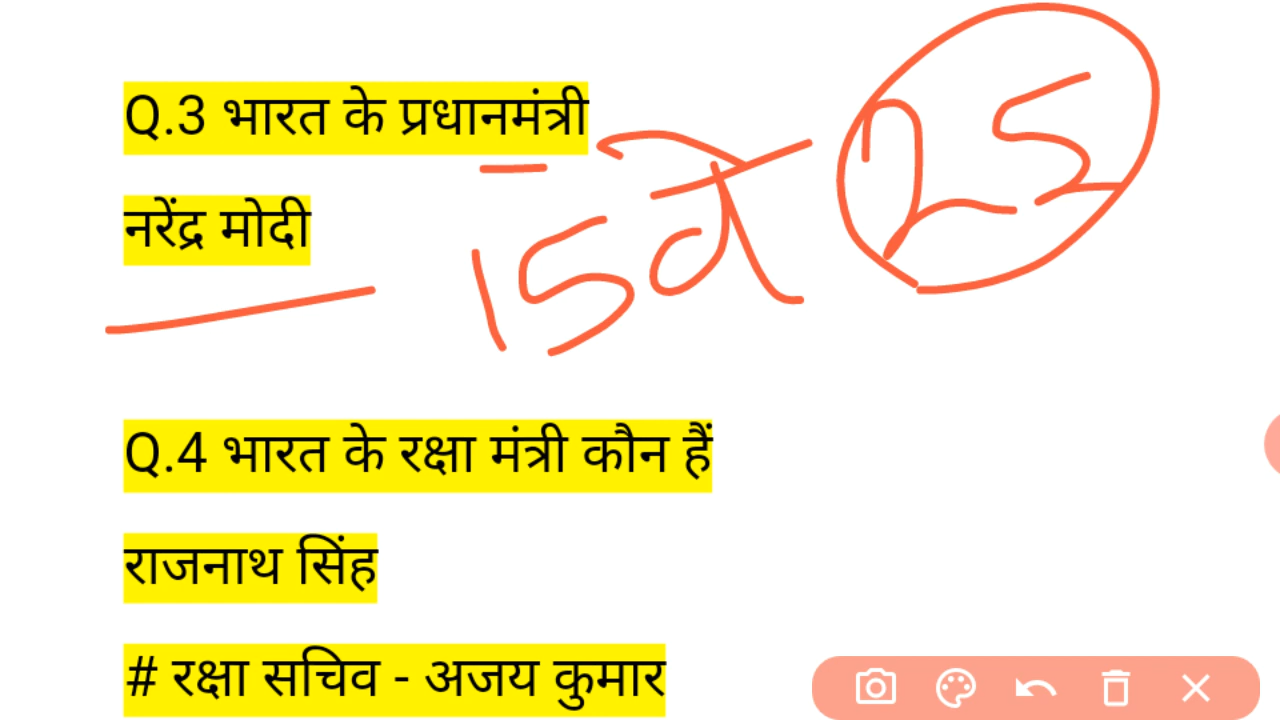 Q.3 भारत के प्रधानमंत्री
नरेंद्र मोदी
15वे 25
Q.4 भारत के रक्षा मंत्री कौन हैं
राजनाथ सिंह
# रक्षा सचिव - अजय कुमार